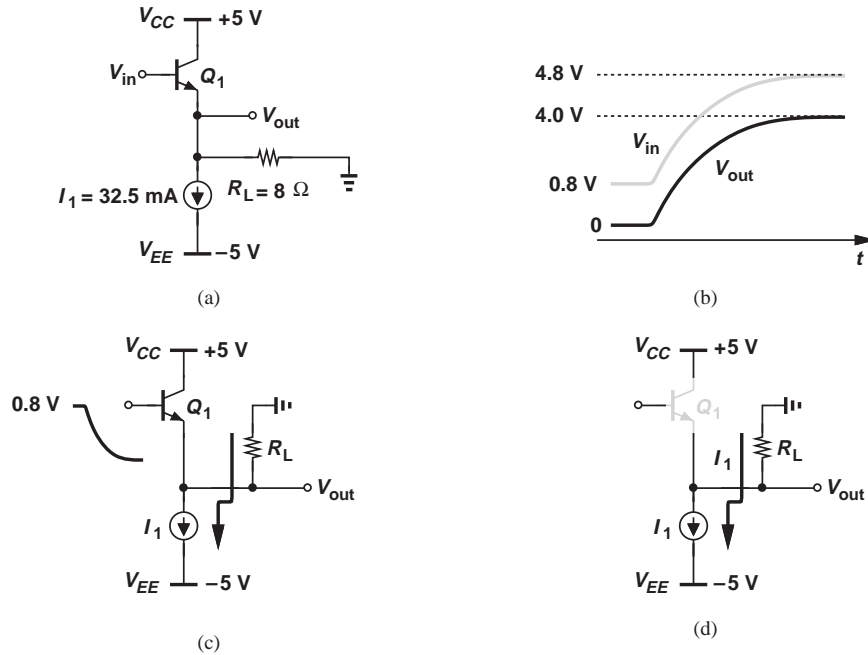 V_CC +5 V
V_in Q_1
V_out
I_1 = 32.5 mA R_L = 8 Ω
V_EE −5 V
(a)
4.8 V
4.0 V
V_in
V_out
0.8 V
0
t
(b)
V_CC +5 V
0.8 V
Q_1
R_L
V_out
I_1
V_EE −5 V
(c)
V_CC +5 V
Q_1
I_1 R_L
V_out
I_1
V_EE −5 V
(d)